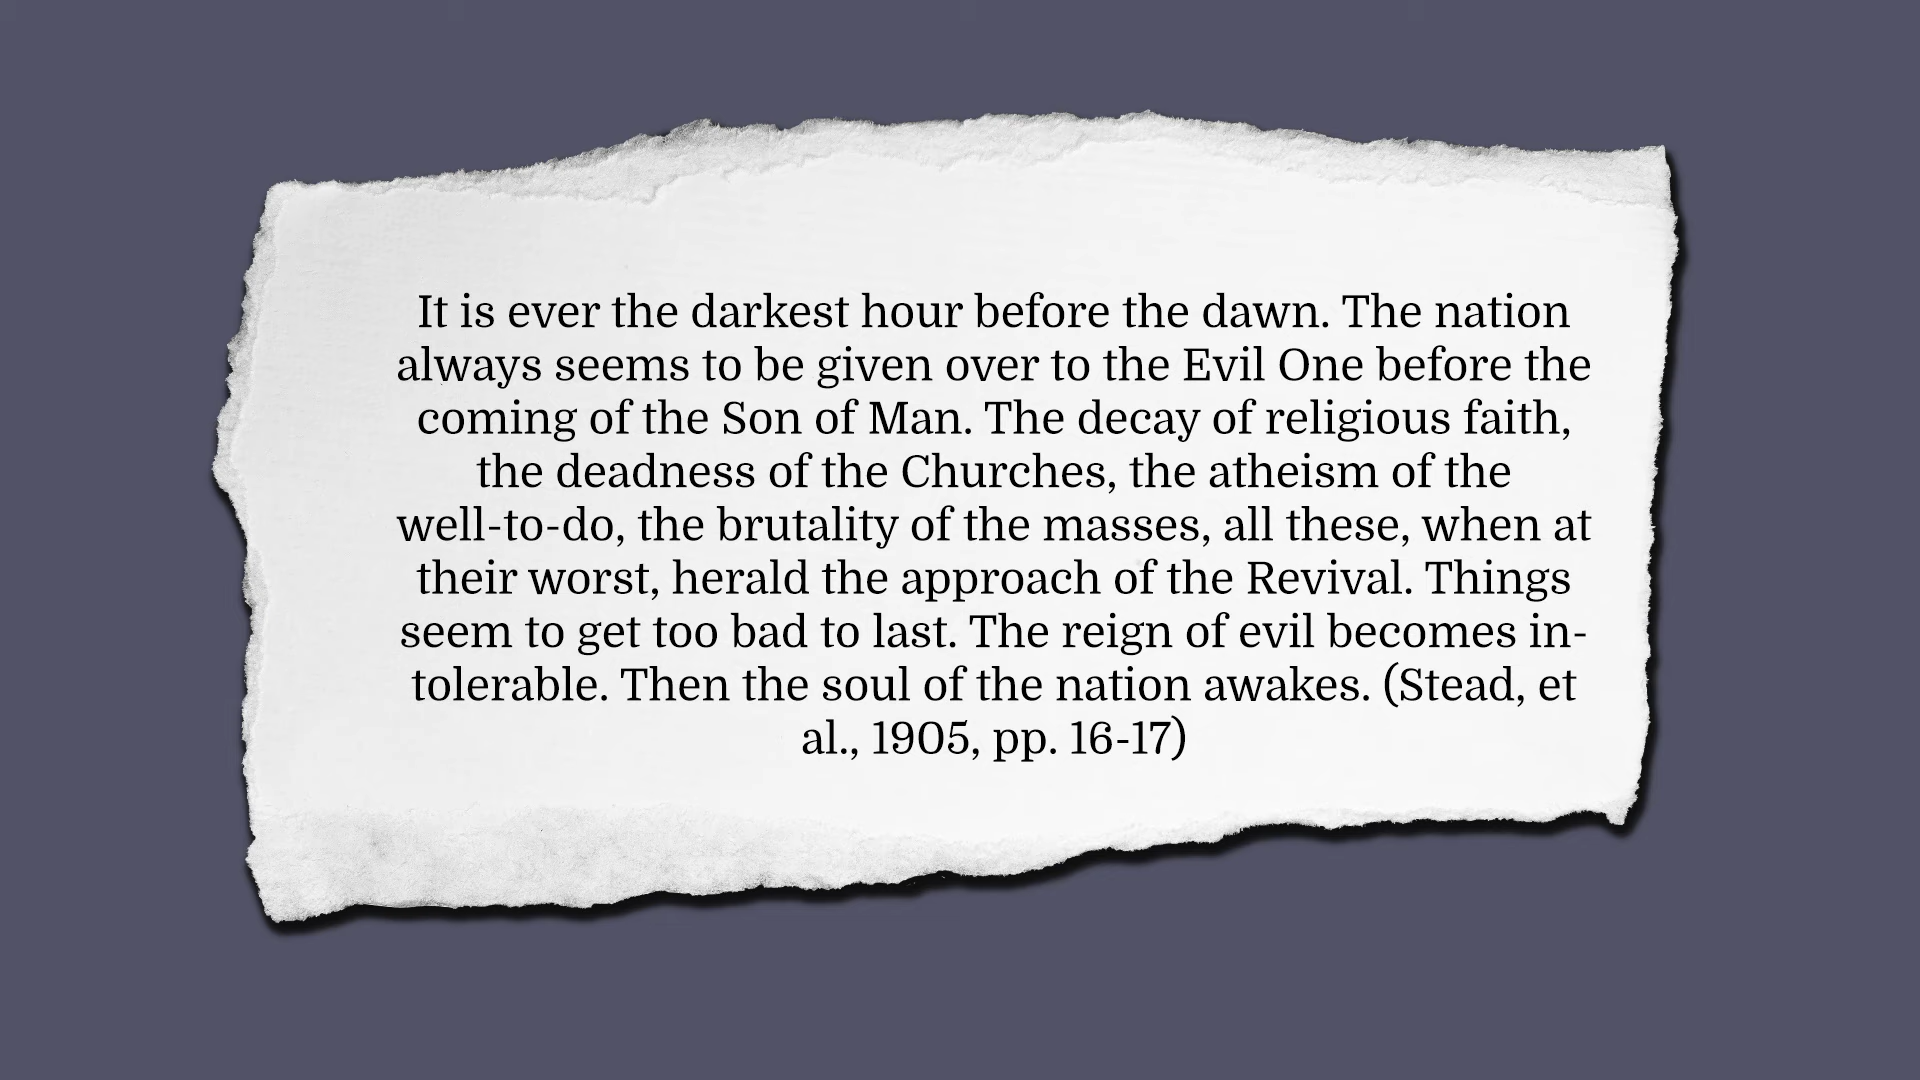 It is ever the darkest hour before the dawn. The nation
always seems to be given over to the Evil One before the
coming of the Son of Man. The decay of religious faith,
the deadness of the Churches, the atheism of the
well-to-do, the brutality of the masses, all these, when at
their worst, herald the approach of the Revival. Things
seem to get too bad to last. The reign of evil becomes in-
tolerable. Then the soul of the nation awakes. (Stead, et
al., 1905, pp. 16-17)